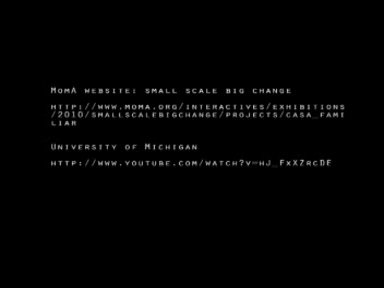 MomA website: small scale big change
http://www.moma.org/interactives/exhibitions
/2010/smallscalebigchange/projects/casa_fami
liar
University of Michigan
http://www.youtube.com/watch?v=hJ_FxXZrcDE